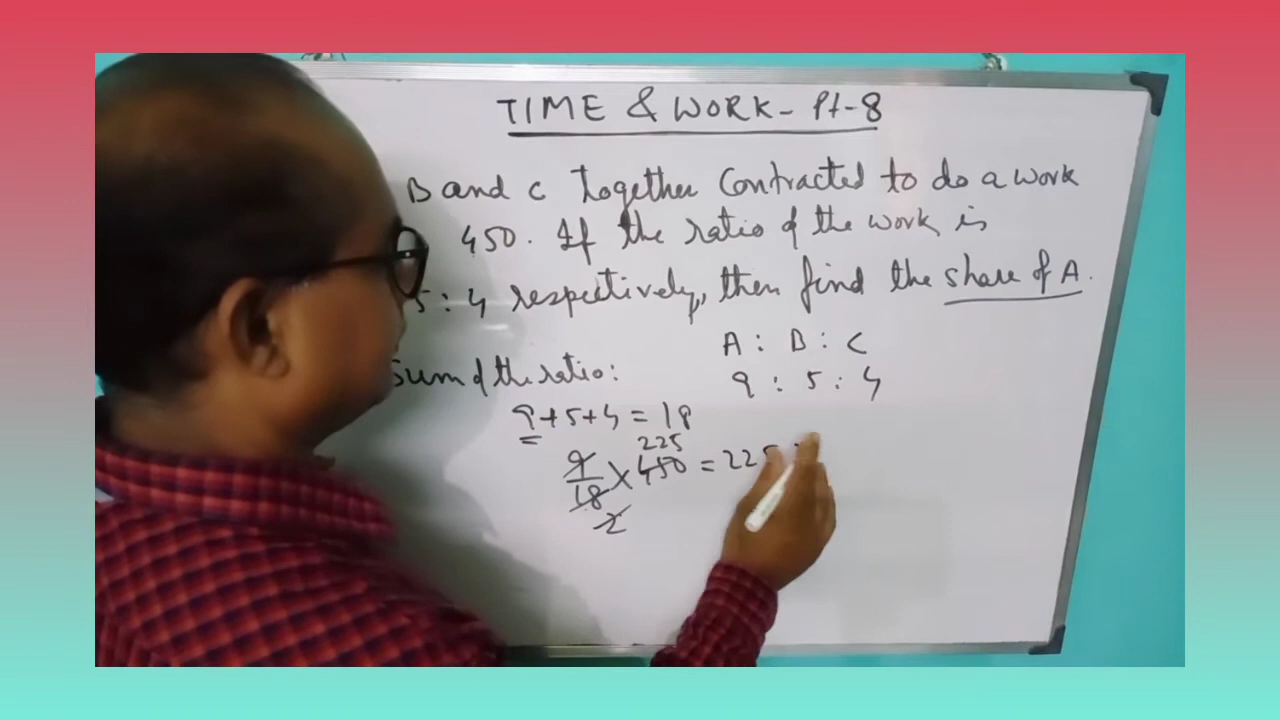 TIME & WORK - Pt-8
B and C together contracted to do a work
450. If the ratio of the work is
5 : 4 respectively, then find the share of A.
A : B : C
Sum of the ratio:
9 : 5 : 4
9+5+4 = 18
225
9/18 × 450 = 225
2